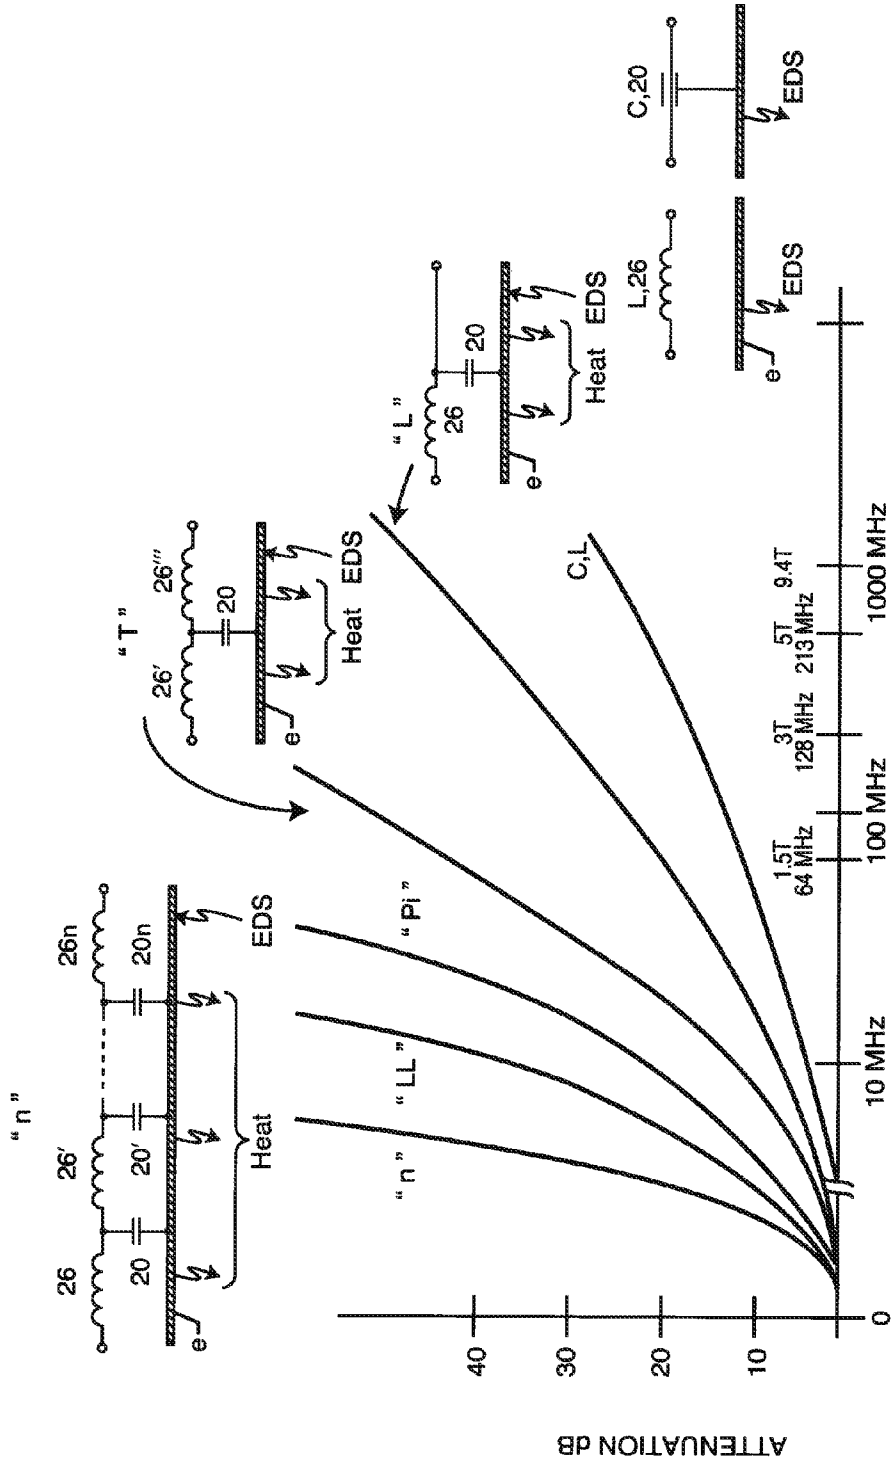 “ n ”
26
26'
26n
20
20'
20n
e-
Heat
EDS
“ T ”
26'
26'''
20
e-
Heat
EDS
“ L ”
26
20
e-
Heat
EDS
L,26
e-
EDS
C,20
EDS
“ n ”
“ LL ”
“ Pi ”
C,L
ATTENUATION dB
40
30
20
10
0
1.5T
64 MHz
3T
128 MHz
5T
213 MHz
9.4T
10 MHz
100 MHz
1000 MHz